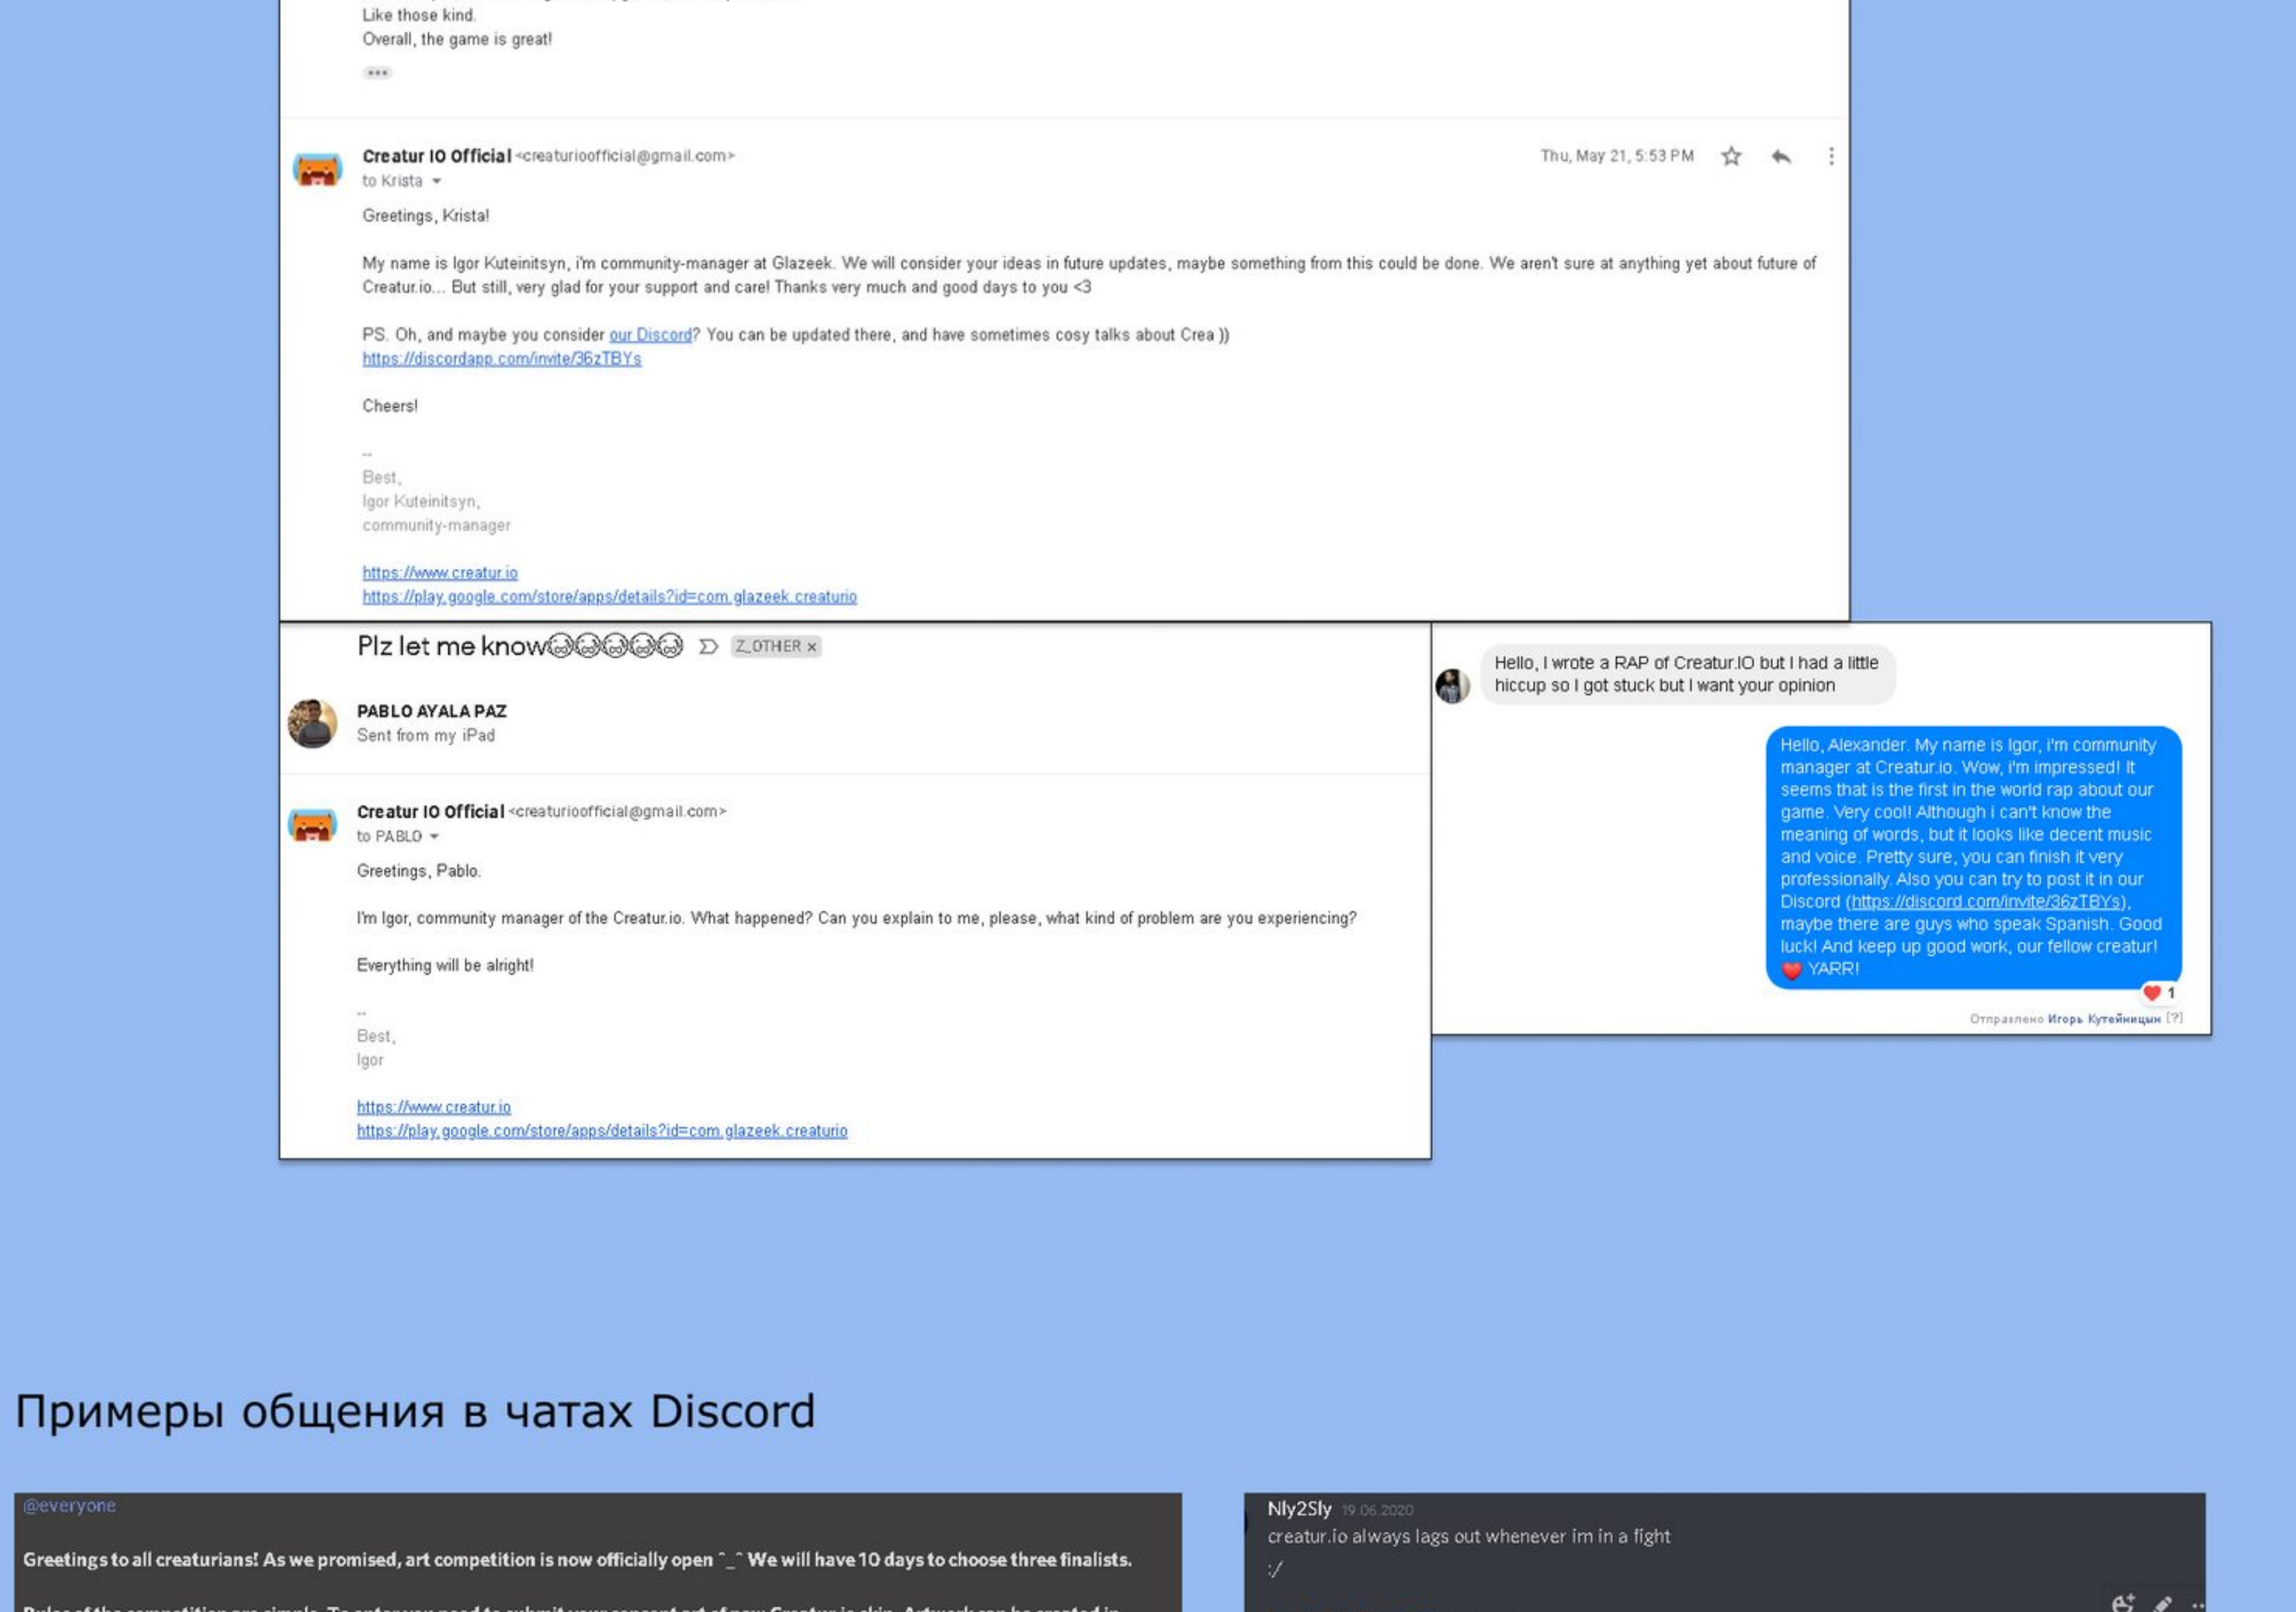 Like those kind.
Overall, the game is great!
Creatur IO Official <creaturioofficial@gmail.com>
Thu, May 21, 5:53 PM
to Krista
Greetings, Krista!
My name is Igor Kuteinitsyn, i'm community-manager at Glazeek. We will consider your ideas in future updates, maybe something from this could be done. We aren't sure at anything yet about future of
Creatur.io... But still, very glad for your support and care! Thanks very much and good days to you <3
PS. Oh, and maybe you consider our Discord? You can be updated there, and have sometimes cosy talks about Crea ))
https://discordapp.com/invite/36zTBYs
Cheers!
--
Best,
Igor Kuteinitsyn,
community-manager
https://www.creatur.io
https://play.google.com/store/apps/details?id=com.glazeek.creaturio
Plz let me know😭😭😭😭😭 Z_OTHER x
PABLO AYALA PAZ
Sent from my iPad
Creatur IO Official <creaturioofficial@gmail.com>
to PABLO
Greetings, Pablo.
I'm Igor, community manager of the Creatur.io. What happened? Can you explain to me, please, what kind of problem are you experiencing?
Everything will be alright!
--
Best,
Igor
https://www.creatur.io
https://play.google.com/store/apps/details?id=com.glazeek.creaturio
Hello, I wrote a RAP of Creatur.IO but I had a little
hiccup so I got stuck but I want your opinion
Hello, Alexander. My name is Igor, i'm community
manager at Creatur.io. Wow, i'm impressed! It
seems that is the first in the world rap about our
game. Very cool! Although i can't know the
meaning of words, but it looks like decent music
and voice. Pretty sure, you can finish it very
professionally. Also you can try to post it in our
Discord (https://discord.com/invite/36zTBYs),
maybe there are guys who speak Spanish. Good
luck! And keep up good work, our fellow creatur!
❤️ YARR!
❤️ 1
Отправлено Игорь Кутейницын [?]
Примеры общения в чатах Discord
@everyone
Greetings to all creaturians! As we promised, art competition is now officially open ^_^ We will have 10 days to choose three finalists.
Nly2Sly 19.06.2020
creatur.io always lags out whenever im in a fight
:/